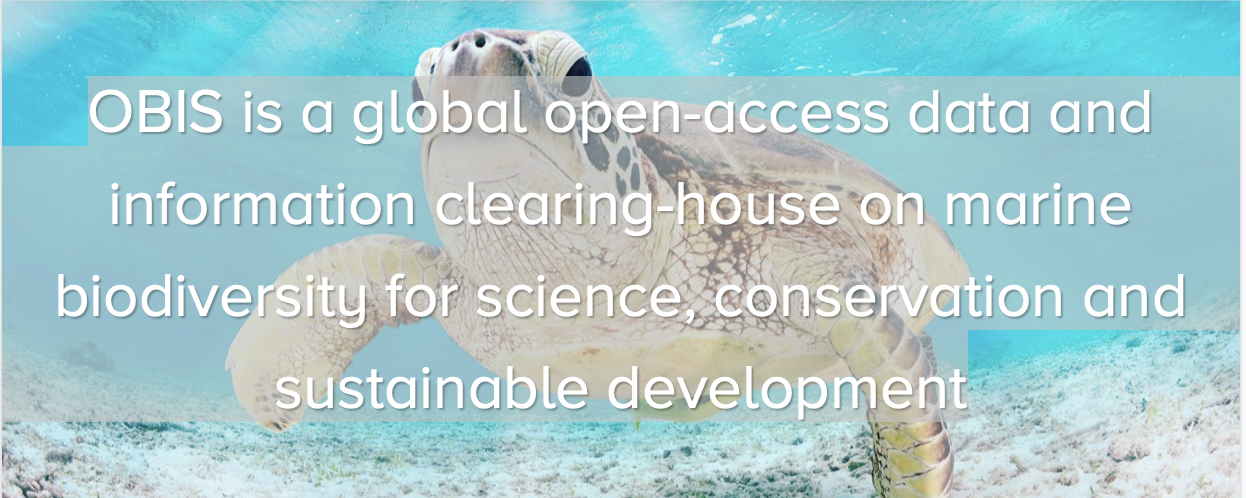 OBIS is a global open-access data and
information clearing-house on marine
biodiversity for science, conservation and
sustainable development